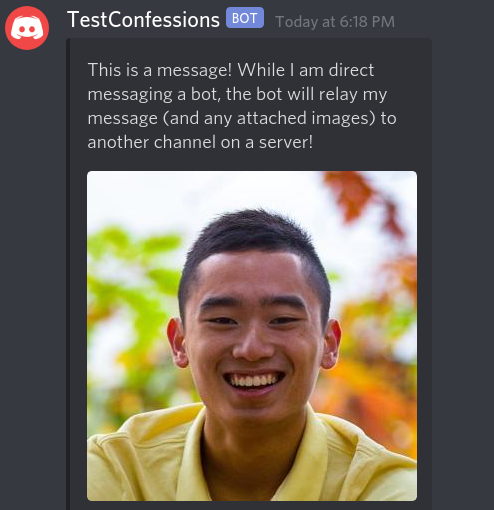 TestConfessions BOT Today at 6:18 PM
This is a message! While I am direct
messaging a bot, the bot will relay my
message (and any attached images) to
another channel on a server!